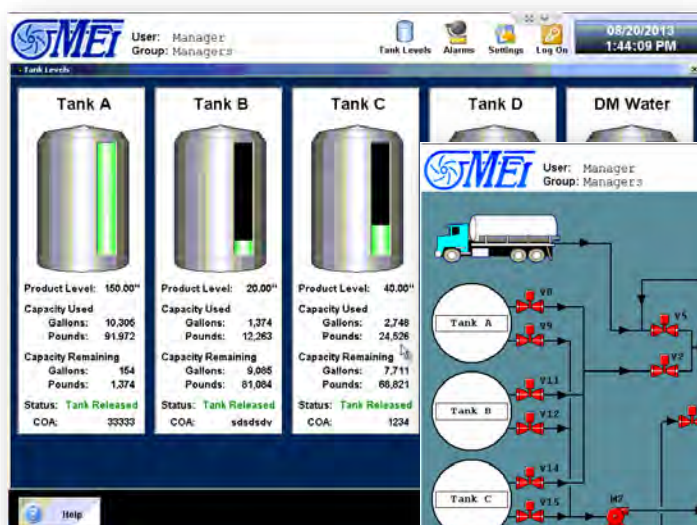 MEI
User: Manager
Group: Managers
Tank Levels
Alarms
Settings
Log On
08/20/2013
1:44:09 PM
- Tank Levels
Tank A
Product Level: 150.00"
Capacity Used
Gallons: 10,305
Pounds: 91,972
Capacity Remaining
Gallons: 154
Pounds: 1,374
Status: Tank Released
COA: 33333
Tank B
Product Level: 20.00"
Capacity Used
Gallons: 1,374
Pounds: 12,263
Capacity Remaining
Gallons: 9,085
Pounds: 81,084
Status: Tank Released
COA: sdsdsdv
Tank C
Product Level: 40.00"
Capacity Used
Gallons: 2,748
Pounds: 24,526
Capacity Remaining
Gallons: 7,711
Pounds: 68,821
Status: Tank Released
COA: 1234
Tank D
DM Water
MEI
User: Manager
Group: Managers
V8
V5
Tank A
V9
V2
V11
Tank B
V12
V14
Tank C
V15
M2
Help